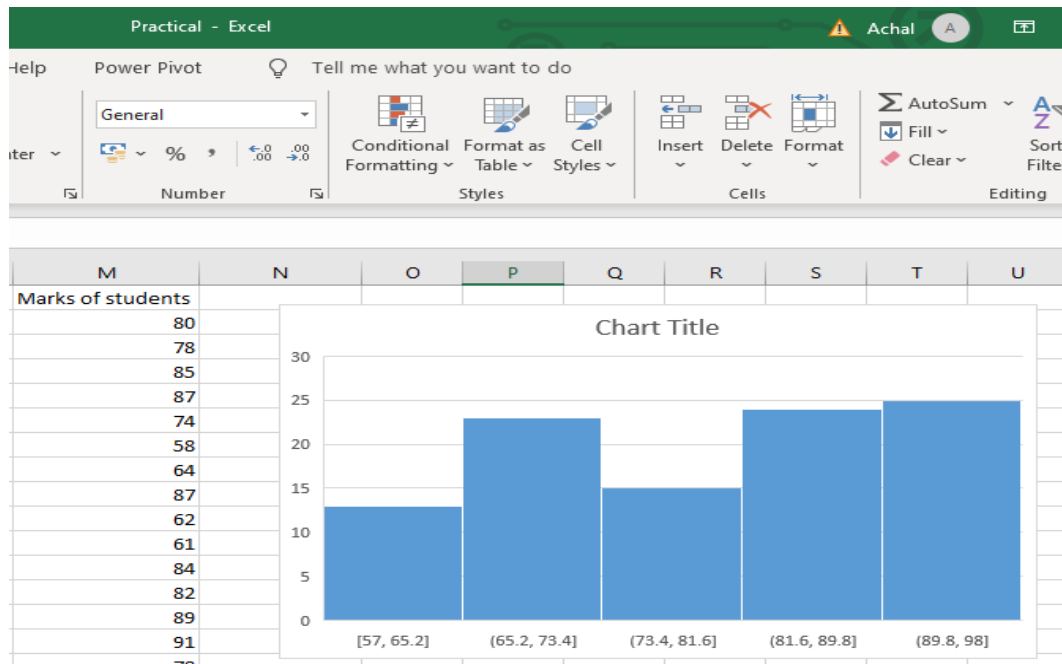 Practical - Excel
Achal A
Help Power Pivot Tell me what you want to do
General
AutoSum
Fill
Conditional Formatting
Format as Table
Cell Styles
Insert Delete Format
Clear
Sort
Number Styles Cells Editing
M N O P Q R S T U
Marks of students
80
78
85
87
74
58
64
87
62
61
84
82
89
91
Chart Title
30
25
20
15
10
5
0
[57, 65.2] (65.2, 73.4] (73.4, 81.6] (81.6, 89.8] (89.8, 98]